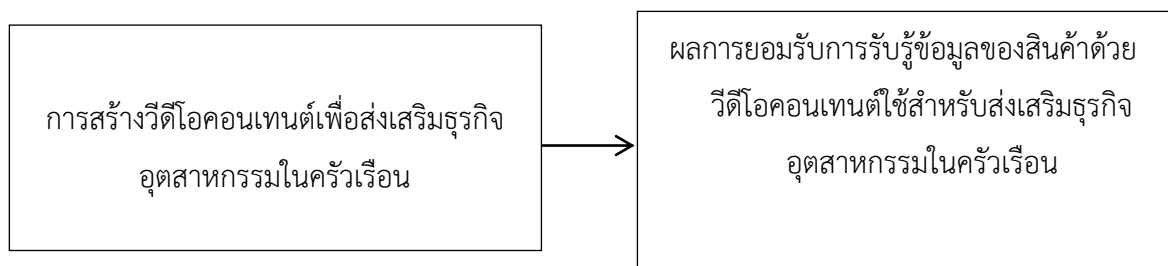 การสร้างวีดีโอคอนเทนต์เพื่อส่งเสริมธุรกิจ
อุตสาหกรรมในครัวเรือน
ผลการยอมรับการรับรู้ข้อมูลของสินค้าด้วย
วีดีโอคอนเทนต์ใช้สำหรับส่งเสริมธุรกิจ
อุตสาหกรรมในครัวเรือน